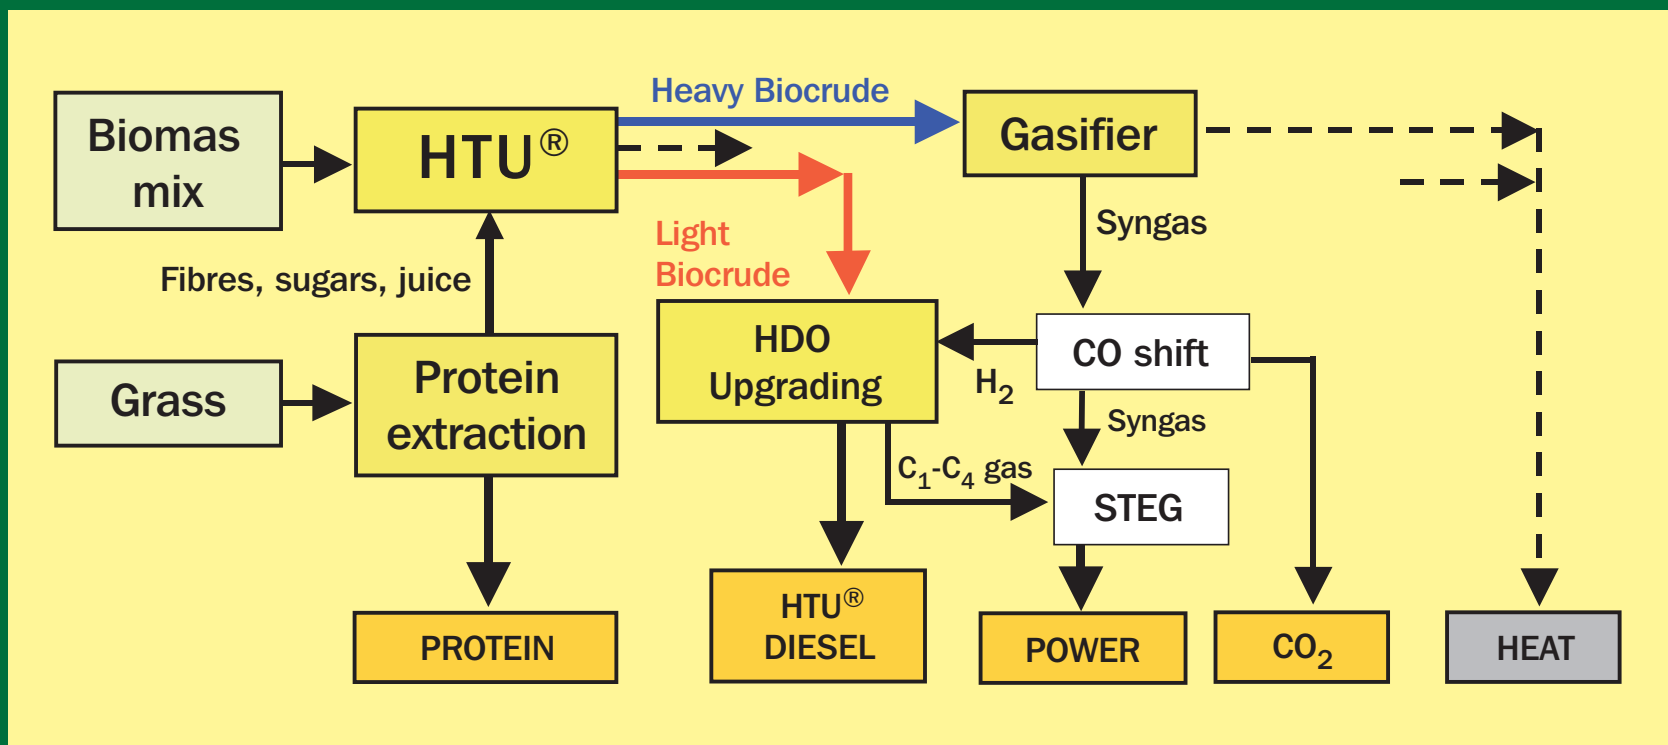 Heavy Biocrude
Biomas
mix
HTU®
Gasifier
Syngas
Light
Biocrude
Fibres, sugars, juice
HDO
Upgrading
CO shift
H₂
Grass
Protein
extraction
Syngas
C₁-C₄ gas
STEG
PROTEIN
HTU®
DIESEL
POWER
CO₂
HEAT